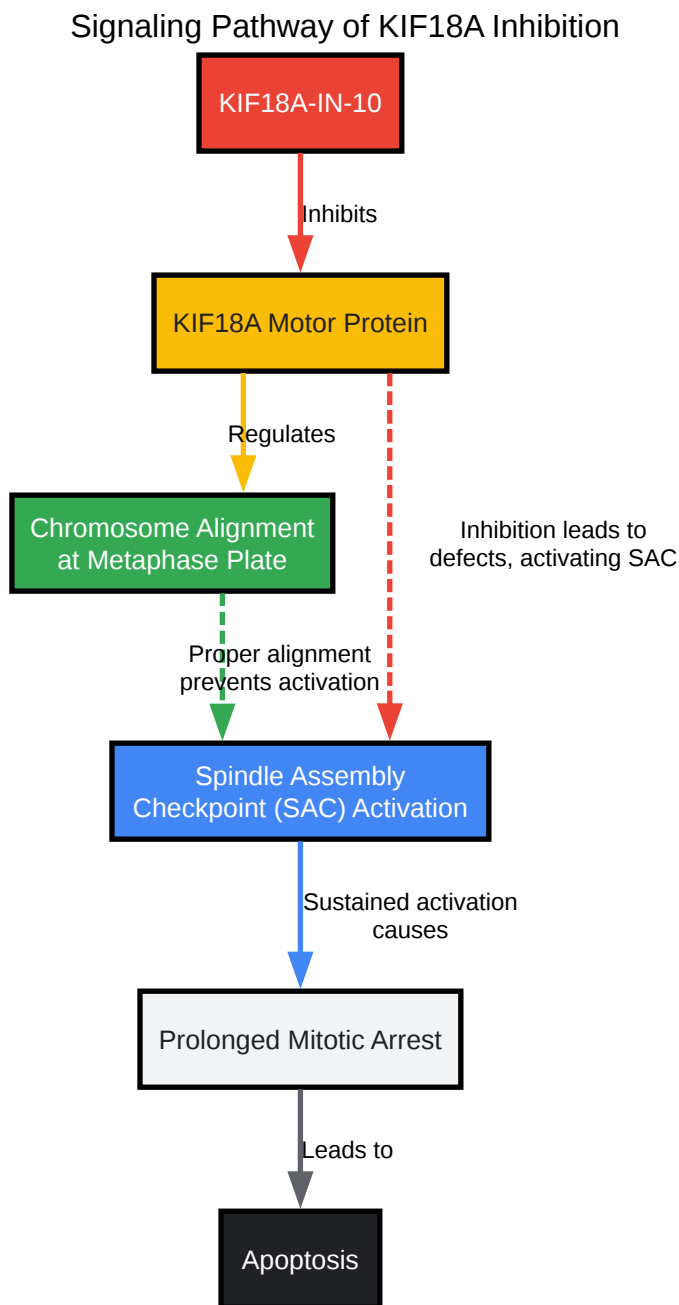 Signaling Pathway of KIF18A Inhibition
KIF18A-IN-10
Inhibits
KIF18A Motor Protein
Regulates
Chromosome Alignment
at Metaphase Plate
Inhibition leads to
defects, activating SAC
Proper alignment
prevents activation
Spindle Assembly
Checkpoint (SAC) Activation
Sustained activation
causes
Prolonged Mitotic Arrest
Leads to
Apoptosis